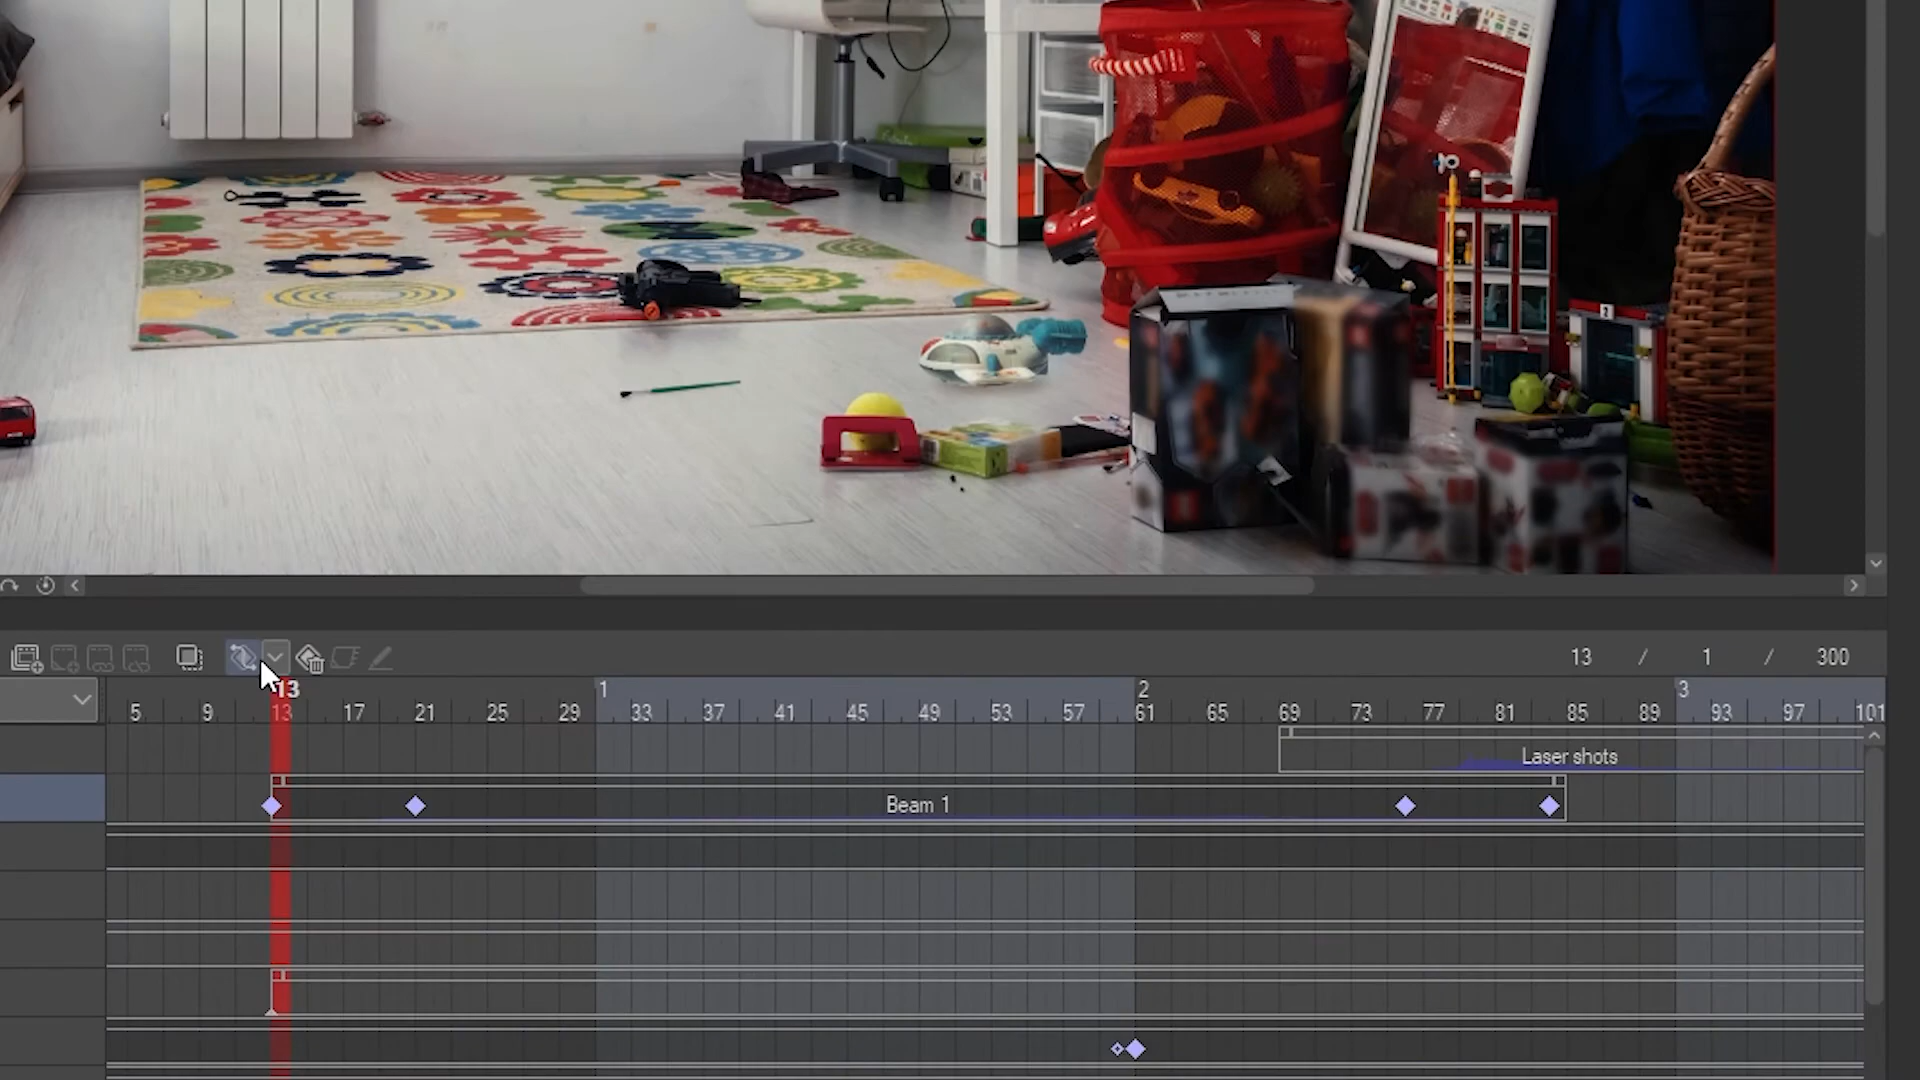 13 / 1 / 300
13 1 2 3
5 9 13 17 21 25 29 33 37 41 45 49 53 57 61 65 69 73 77 81 85 89 93 97 101
Laser shots
Beam 1